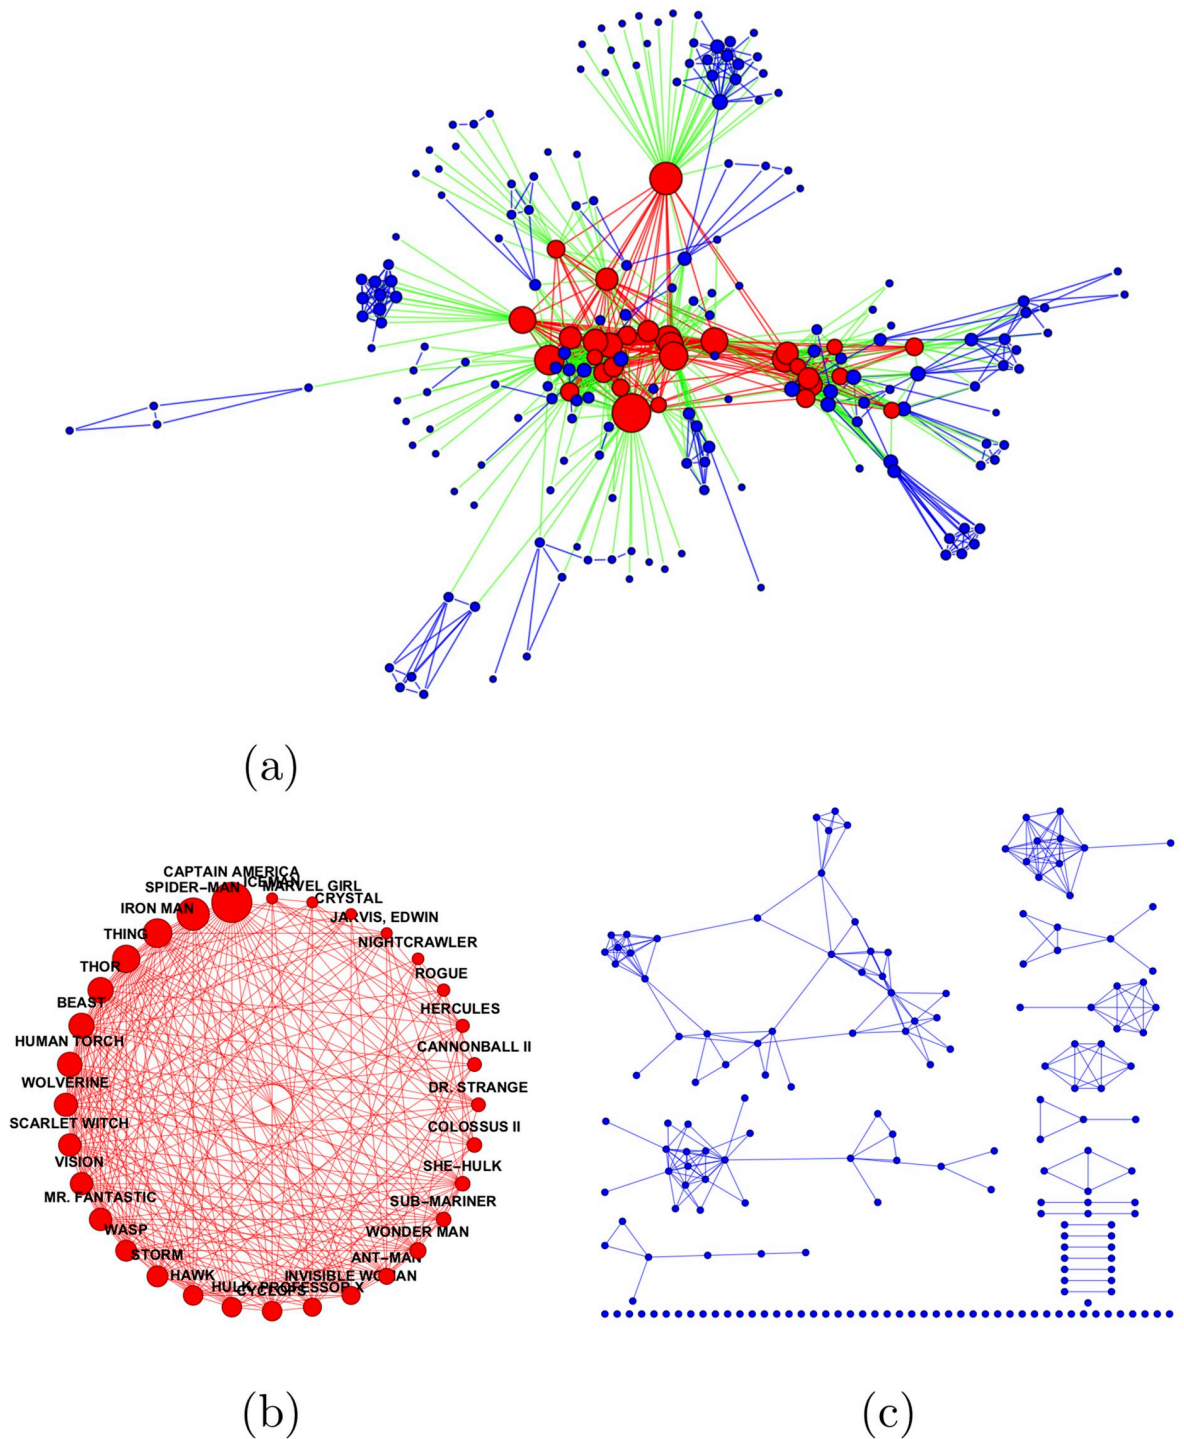 (a)
CAPTAIN AMERICA
ICEMAN
MARVEL GIRL
SPIDER–MAN
CRYSTAL
IRON MAN
JARVIS, EDWIN
THING
NIGHTCRAWLER
THOR
ROGUE
BEAST
HERCULES
HUMAN TORCH
CANNONBALL II
WOLVERINE
DR. STRANGE
SCARLET WITCH
COLOSSUS II
VISION
SHE–HULK
MR. FANTASTIC
SUB–MARINER
WASP
WONDER MAN
STORM
ANT–MAN
HAWK
INVISIBLE WOMAN
HULK
PROFESSOR X
CYCLOPS
(b)
(c)